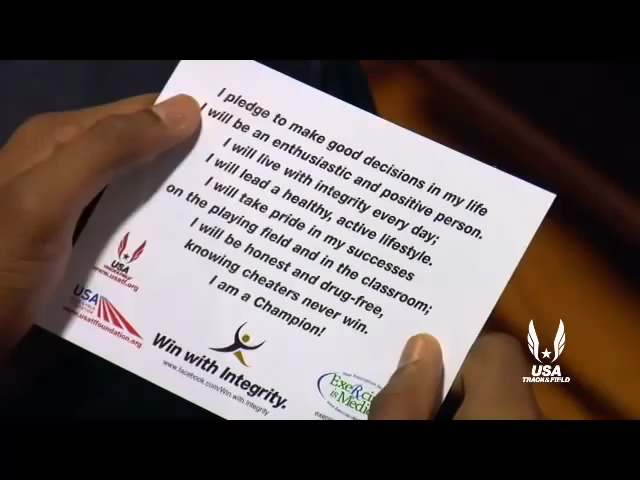 I pledge to make good decisions in my life
I will be an enthusiastic and positive person.
I will live with integrity every day;
I will lead a healthy, active lifestyle.
I will take pride in my successes
on the playing field and in the classroom;
I will be honest and drug-free,
knowing cheaters never win.
I am a Champion!
USA
TRACK & FIELD
www.usatf.org
USA
www.usatffoundation.org
Win with Integrity.
www.facebook.com/Win with.Integrity
USA
TRACK&FIELD